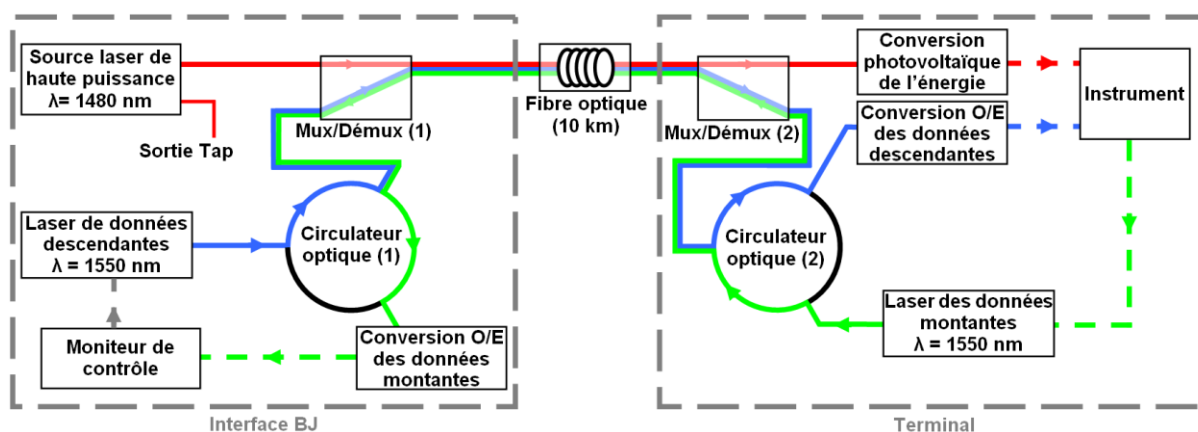 Source laser de
haute puissance
λ= 1480 nm
Sortie Tap
Mux/Démux (1)
Fibre optique
(10 km)
Mux/Démux (2)
Conversion
photovoltaïque
de l'énergie
Instrument
Conversion O/E
des données
descendantes
Laser de données
descendantes
λ = 1550 nm
Circulateur
optique (1)
Circulateur
optique (2)
Moniteur de
contrôle
Conversion O/E
des données
montantes
Laser des données
montantes
λ = 1550 nm
Interface BJ
Terminal